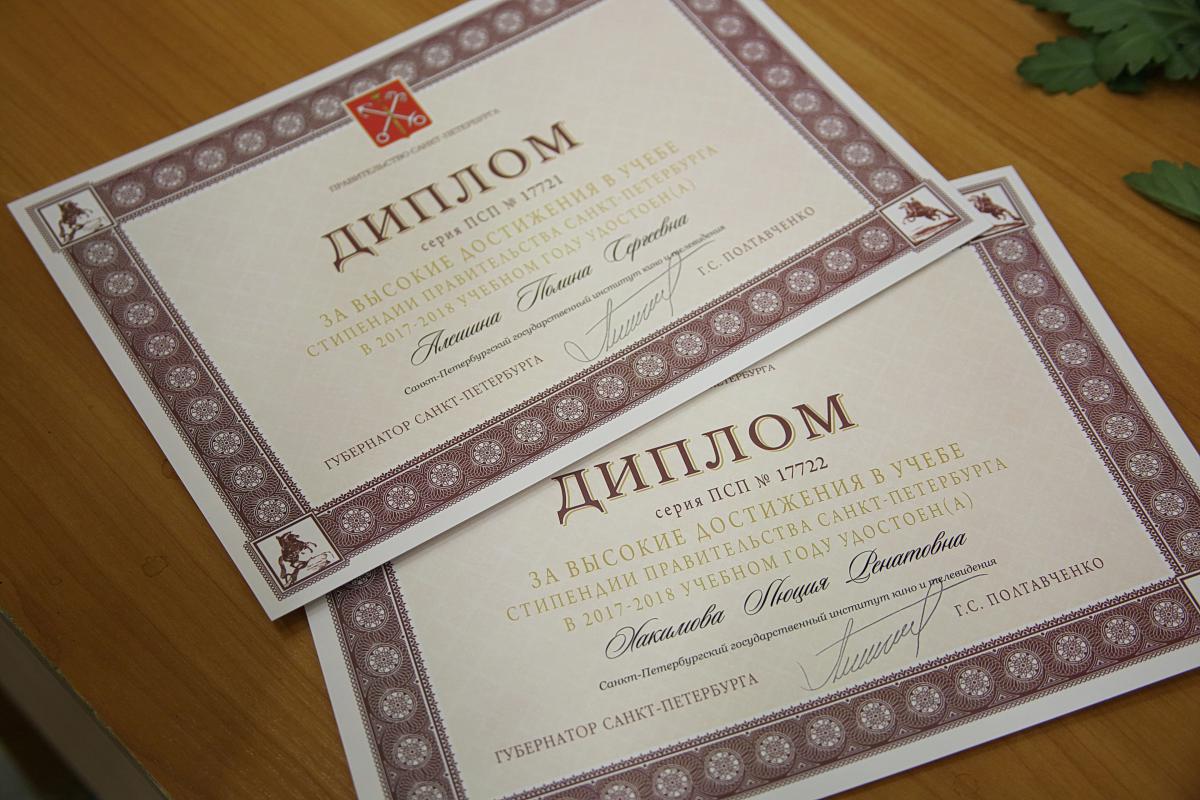 ПРАВИТЕЛЬСТВО САНКТ-ПЕТЕРБУРГА
ДИПЛОМ
серия ПСП № 17721
ЗА ВЫСОКИЕ ДОСТИЖЕНИЯ В УЧЕБЕ
СТИПЕНДИИ ПРАВИТЕЛЬСТВА САНКТ-ПЕТЕРБУРГА
В 2017-2018 УЧЕБНОМ ГОДУ УДОСТОЕН(А)
Алешина Полина Сергеевна
Санкт-Петербургский государственный институт кино и телевидения
ГУБЕРНАТОР САНКТ-ПЕТЕРБУРГА Г.С. ПОЛТАВЧЕНКО
ЕТЕРБУРГА
ДИПЛОМ
серия ПСП № 17722
ЗА ВЫСОКИЕ ДОСТИЖЕНИЯ В УЧЕБЕ
СТИПЕНДИИ ПРАВИТЕЛЬСТВА САНКТ-ПЕТЕРБУРГА
В 2017-2018 УЧЕБНОМ ГОДУ УДОСТОЕН(А)
Хакимова Люция Ренатовна
Санкт-Петербургский государственный институт кино и телевидения
ГУБЕРНАТОР САНКТ-ПЕТЕРБУРГА Г.С. ПОЛТАВЧЕНКО